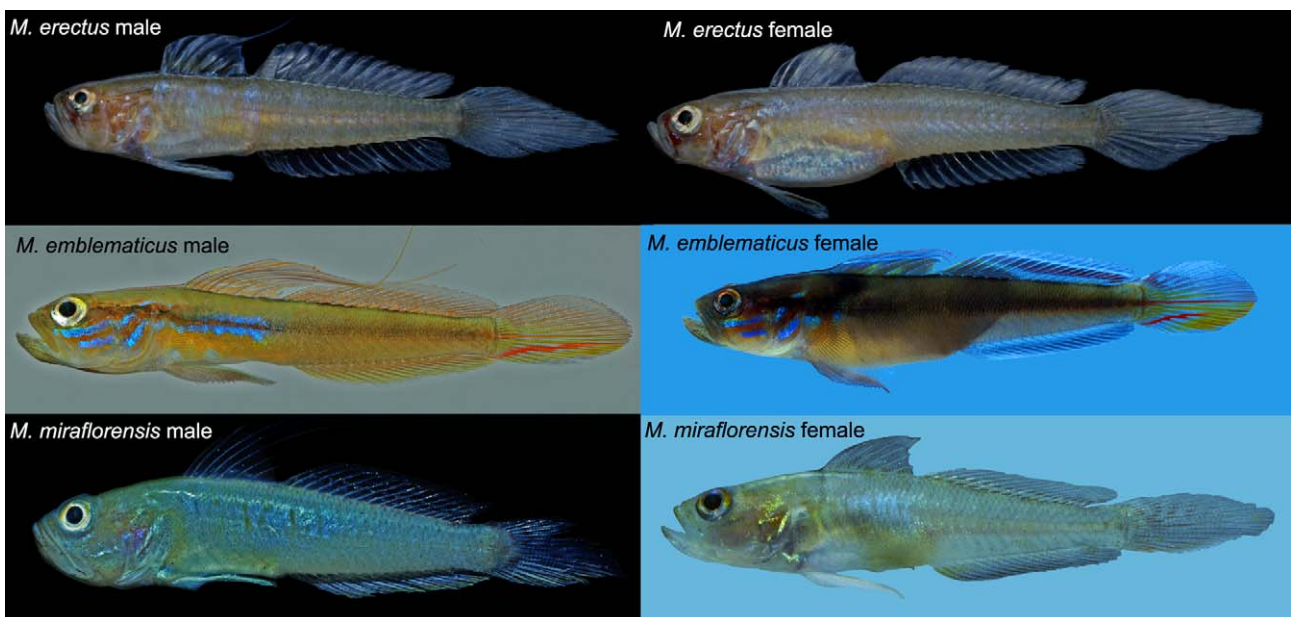 M. erectus male
M. erectus female
M. emblematicus male
M. emblematicus female
M. miraflorensis male
M. miraflorensis female